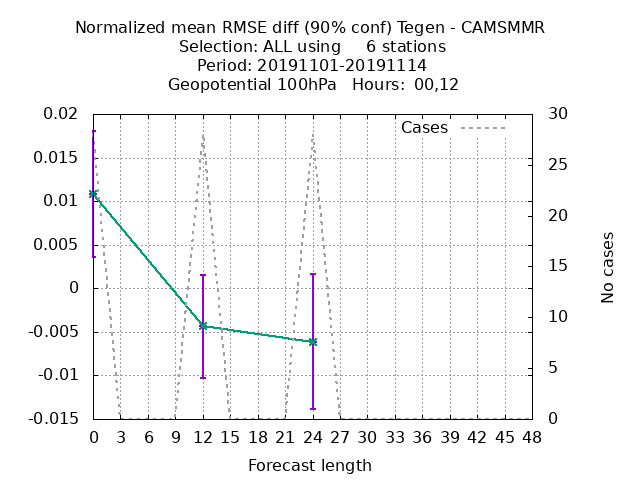 Normalized mean RMSE diff (90% conf) Tegen - CAMSMMR
Selection: ALL using     6 stations
Period: 20191101-20191114
Geopotential 100hPa   Hours: 00,12
Cases
0.02
0.015
0.01
0.005
0
-0.005
-0.01
-0.015
30
25
20
15
10
5
0
No cases
0 3 6 9 12 15 18 21 24 27 30 33 36 39 42 45 48
Forecast length